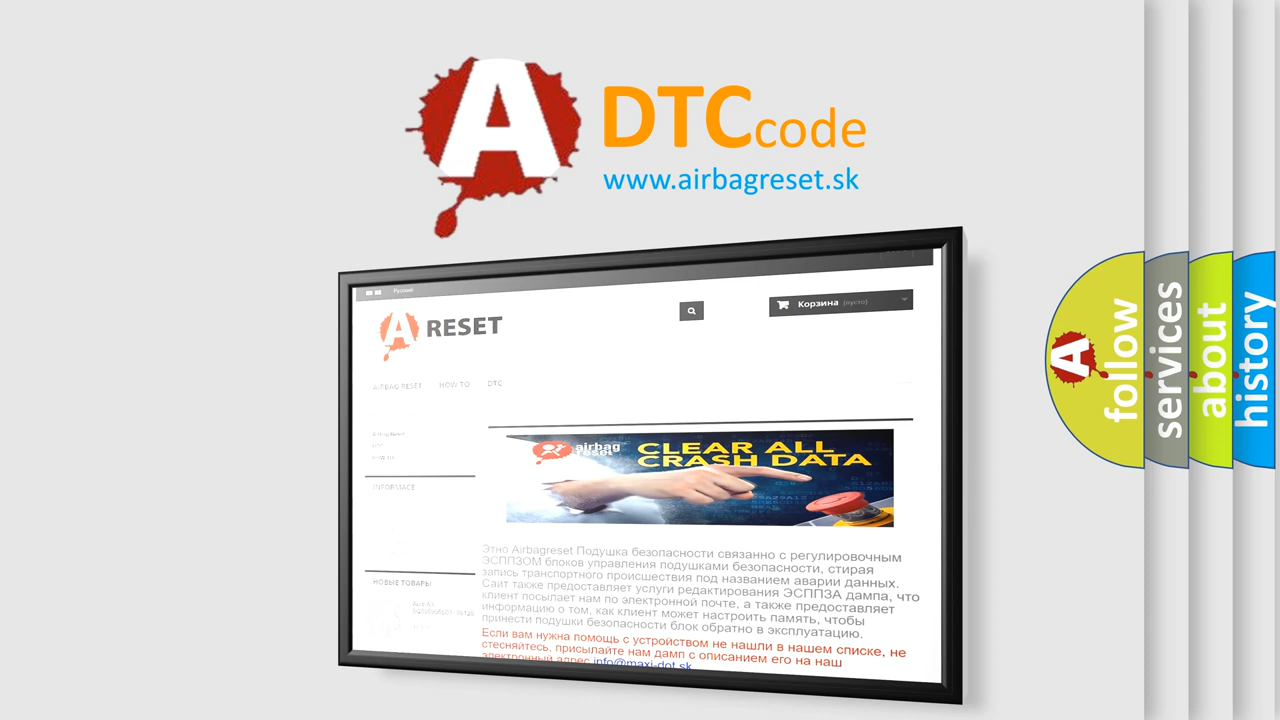 A DTCcode
www.airbagreset.sk
Русский
A RESET
Корзина (пусто)
AIRBAG RESET HOW TO DTC
INFORMACE
НОВЫЕ ТОВАРЫ
airbag
reset
CLEAR ALL
CRASH DATA
Этно Airbagreset Подушка безопасности связанно с регулировочным
ЭСППЗОМ блоков управления подушками безопасности, стирая
запись транспортного происшествия под названием аварии данных.
Сайт также предоставляет услуги редактирования ЭСППЗА дампа, что
клиент посылает нам по электронной почте, а также предоставляет
информацию о том, как клиент может настроить память, чтобы
принести подушки безопасности блок обратно в эксплуатацию.
Если вам нужна помощь с устройством не нашли в нашем списке, не
стесняйтесь, присылайте нам дамп с описанием его на наш
электронный адрес info@maxi-dot.sk
A
follow
services
about
history